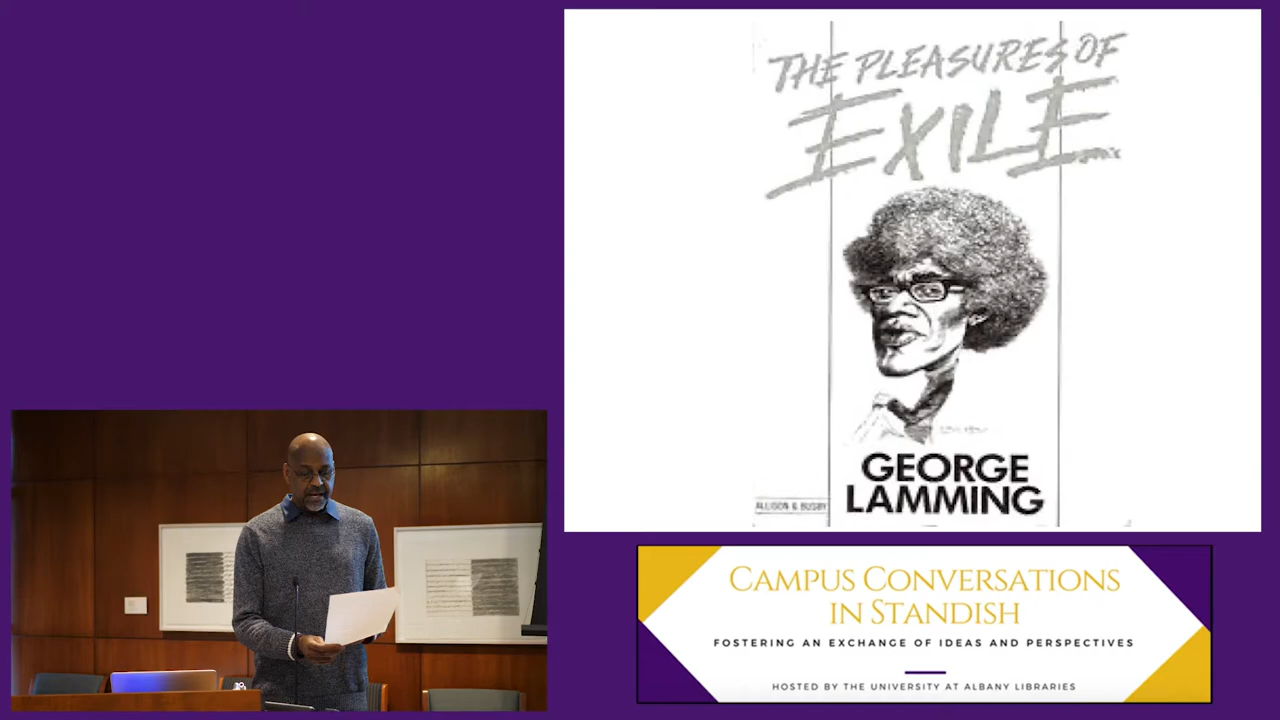 THE PLEASURES OF
EXILE
GEORGE
LAMMING
ALLISON & BUSBY
CAMPUS CONVERSATIONS
IN STANDISH
FOSTERING AN EXCHANGE OF IDEAS AND PERSPECTIVES
HOSTED BY THE UNIVERSITY AT ALBANY LIBRARIES